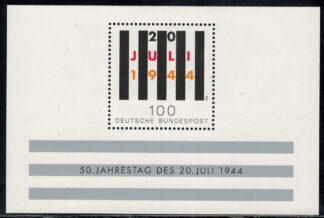 20
JULI
1944
100
DEUTSCHE BUNDESPOST
50. JAHRESTAG DES 20. JULI 1944